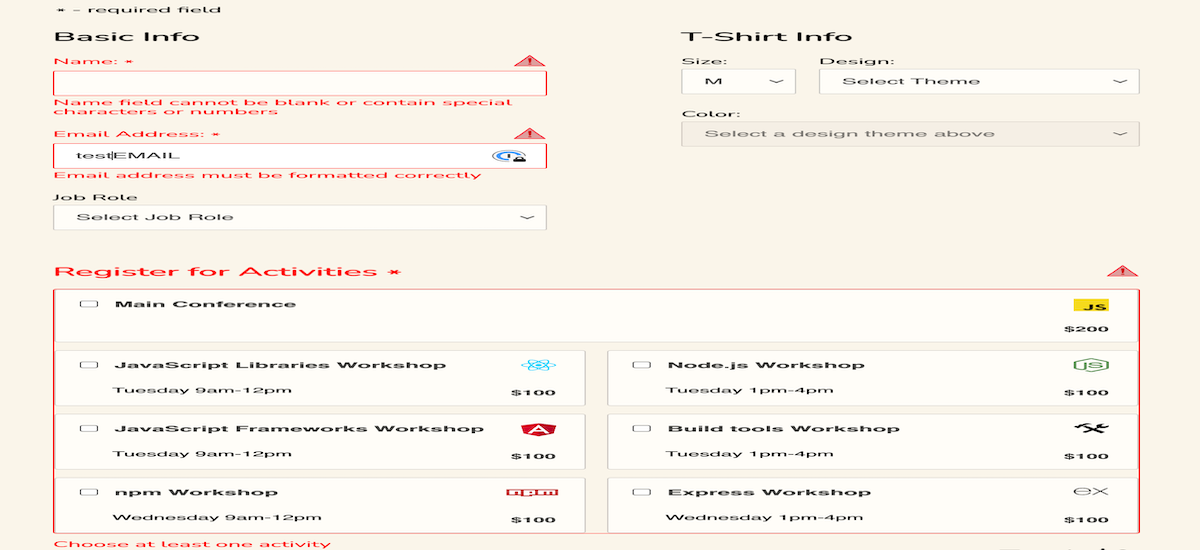 * - required field
Basic Info
Name: *
Name field cannot be blank or contain special
characters or numbers
Email Address: *
testEMAIL
Email address must be formatted correctly
Job Role
Select Job Role
T-Shirt Info
Size:
Design:
M
Select Theme
Color:
Select a design theme above
Register for Activities *
Main Conference
JS
$200
JavaScript Libraries Workshop
Tuesday 9am-12pm
$100
Node.js Workshop
JS
Tuesday 1pm-4pm
$100
JavaScript Frameworks Workshop
A
Tuesday 9am-12pm
$100
Build tools Workshop
Tuesday 1pm-4pm
$100
npm Workshop
npm
Wednesday 9am-12pm
$100
Express Workshop
ex
Wednesday 1pm-4pm
$100
Choose at least one activity